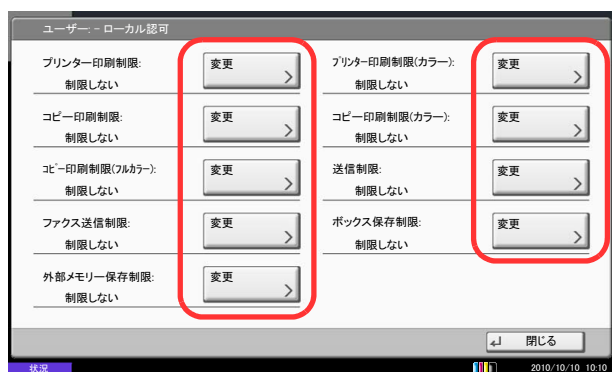 ユーザー: - ローカル認可
プリンター印刷制限:
制限しない
変更
プリンター印刷制限(カラー):
制限しない
変更
コピー印刷制限:
制限しない
変更
コピー印刷制限(カラー):
制限しない
変更
コピー印刷制限(フルカラー):
制限しない
変更
送信制限:
制限しない
変更
ファクス送信制限:
制限しない
変更
ボックス保存制限:
制限しない
変更
外部メモリー保存制限:
制限しない
変更
閉じる
状況
2010/10/10 10:10